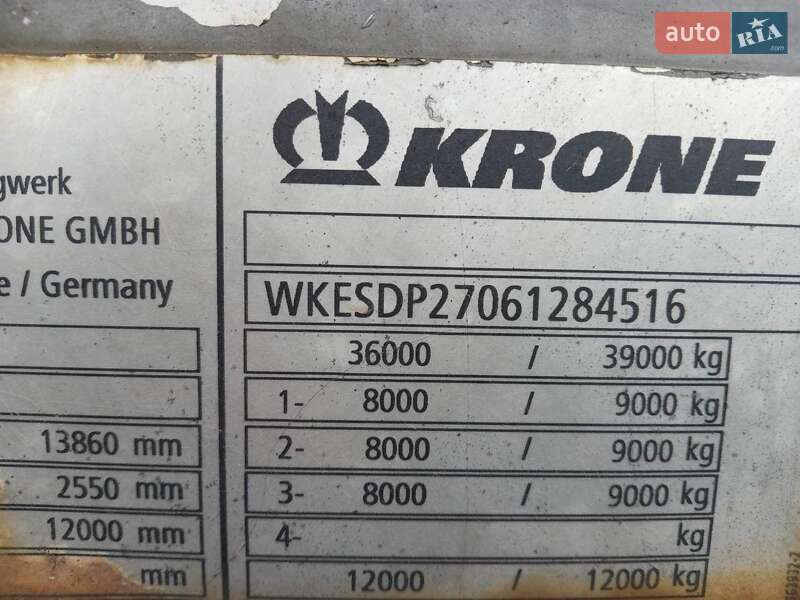 auto RIA
.com
KRONE
gwerk
ONE GMBH
e / Germany
WKESDP27061284516
36000 / 39000 kg
1- 8000 / 9000 kg
2- 8000 / 9000 kg
3- 8000 / 9000 kg
4- kg
12000 / 12000 kg
13860 mm
2550 mm
12000 mm
mm